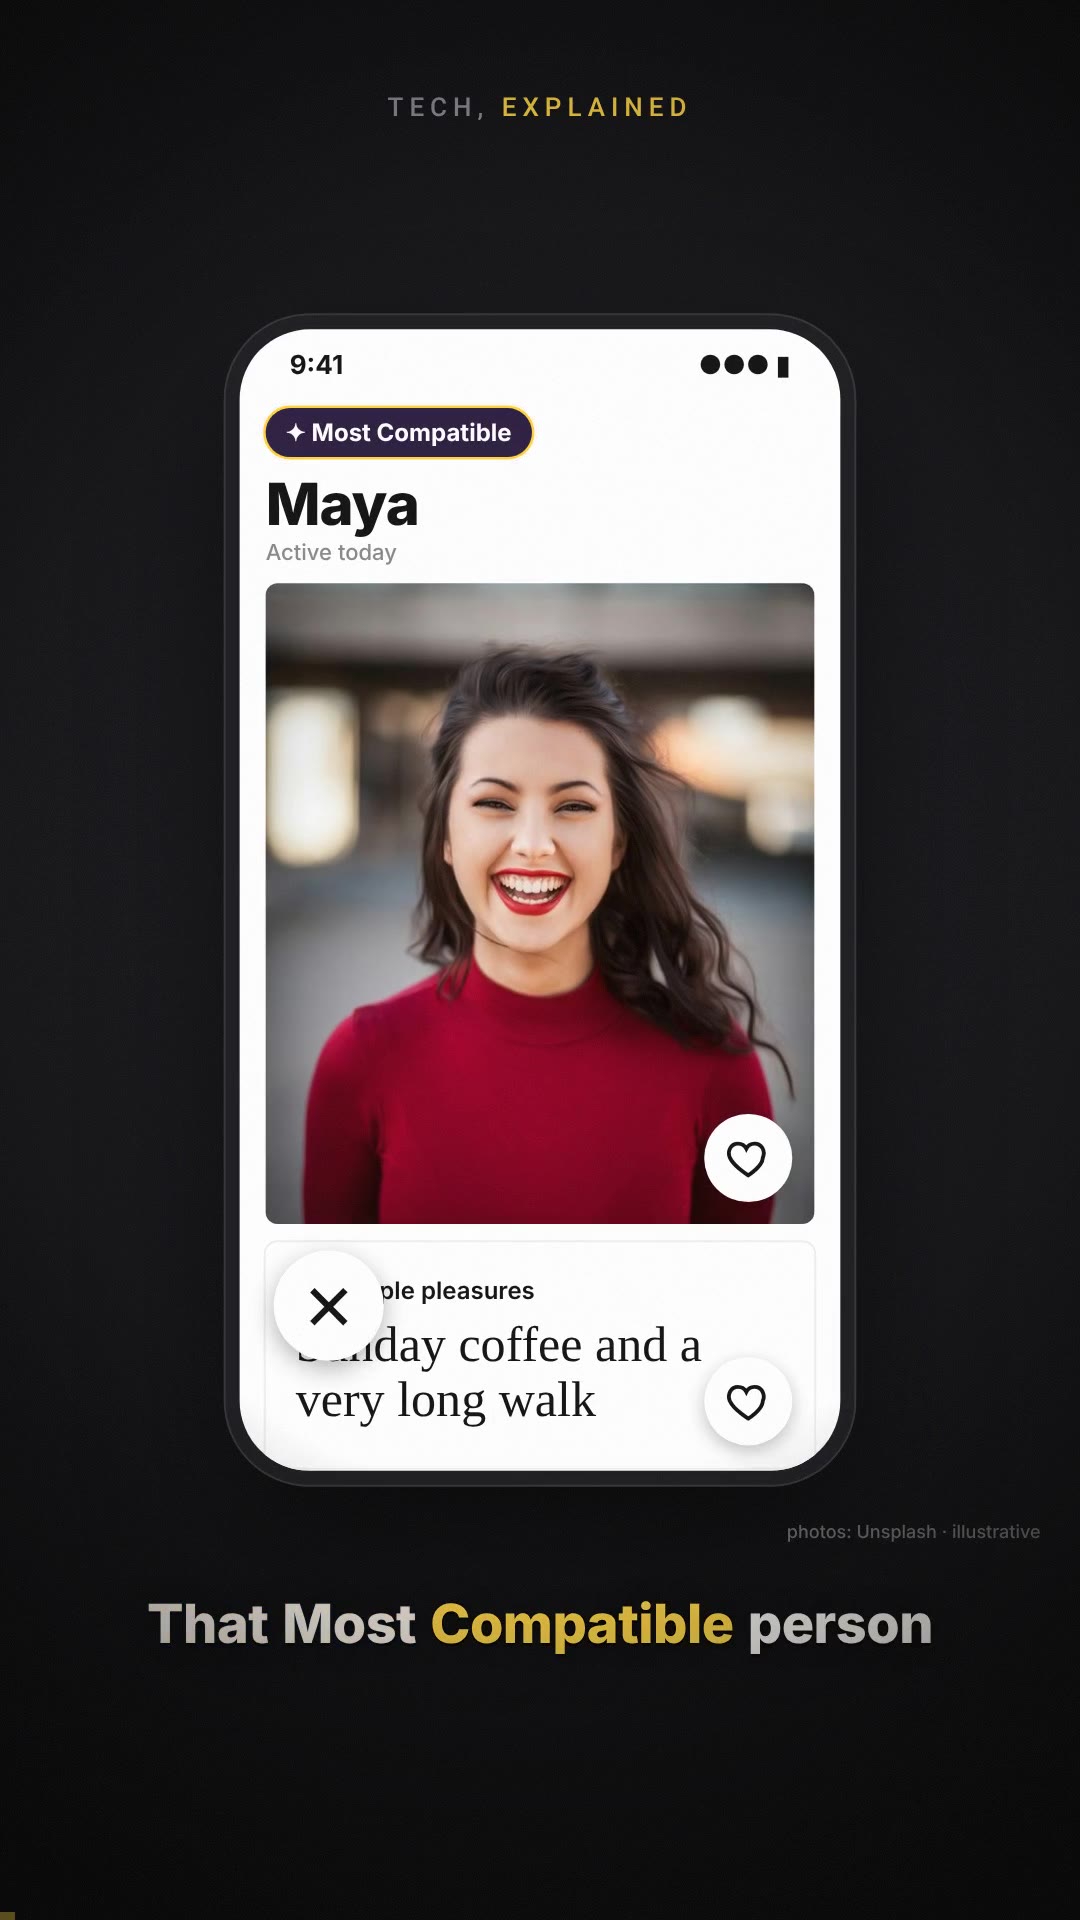 TECH, EXPLAINED
9:41
✦ Most Compatible
Maya
Active today
ple pleasures
day coffee and a
very long walk
photos: Unsplash · illustrative
That Most Compatible person